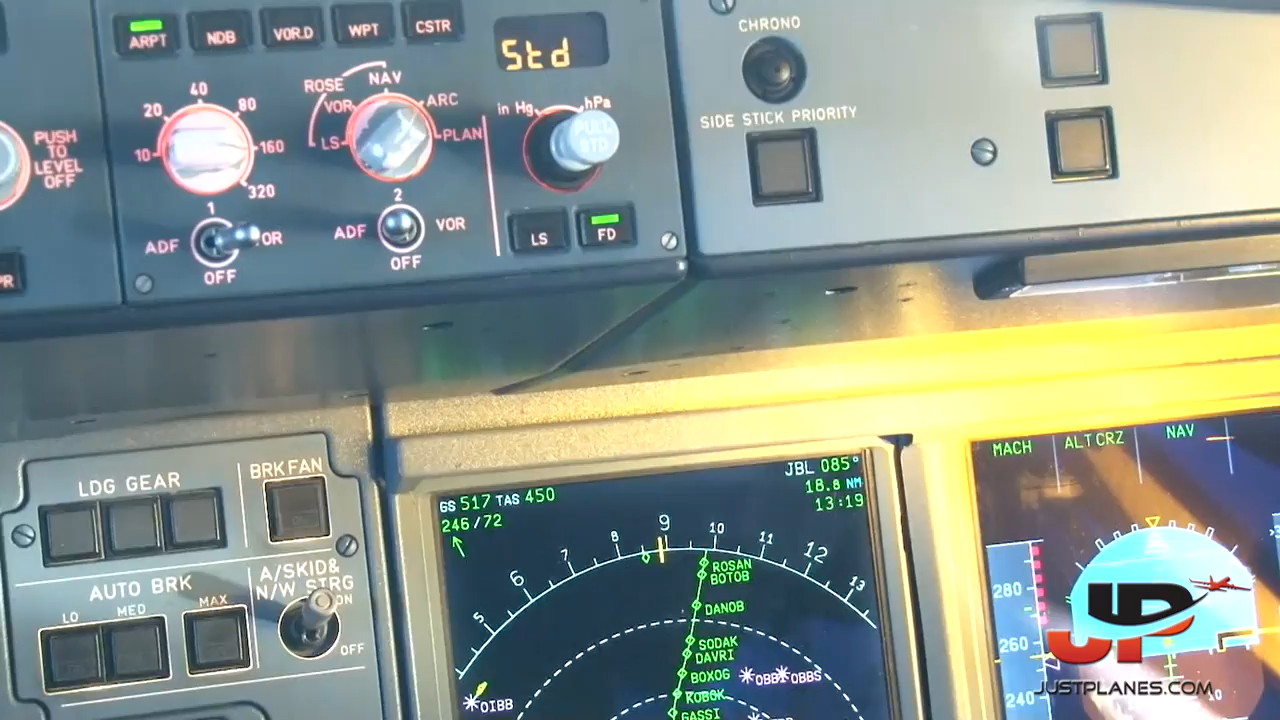 ARPT NDB VOR.D WPT CSTR
Std
CHRONO
10 20 40 80 160 320
ROSE
LS VOR NAV ARC PLAN
in Hg hPa
PULL
STD
SIDE STICK PRIORITY
PUSH
TO
LEVEL
OFF
1
ADF OR
OFF
2
ADF VOR
OFF
LS FD
LDG GEAR
BRK FAN
AUTO BRK
LO MED MAX
A/SKID&
N/W STRG
ON
OFF
GS 517 TAS 450
246/72
JBL 085°
18.8 NM
13:19
5 6 7 8 9 10 11 12 13
ROSAN
BOTOB
DANOB
SODAK
DAVRI
BOXOG
GASSI
OIBB
OBBS
MACH ALT CRZ NAV
280
260
240
10
JP
JUSTPLANES.COM